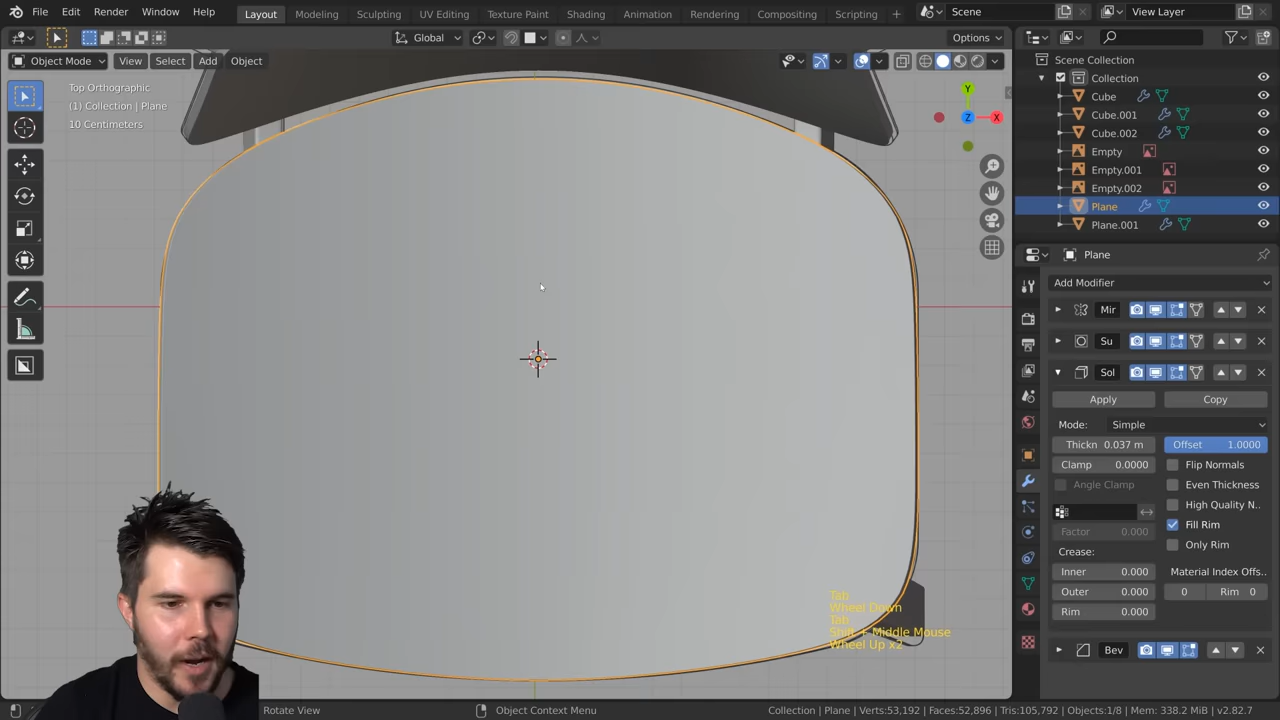 File Edit Render Window Help Layout Modeling Sculpting UV Editing Texture Paint Shading Animation Rendering Compositing Scripting + Scene View Layer
Global Options
Object Mode View Select Add Object
Top Orthographic
(1) Collection | Plane
10 Centimeters
Y
Z
X
Scene Collection
Collection
Cube
Cube.001
Cube.002
Empty
Empty.001
Empty.002
Plane
Plane.001
Plane
Add Modifier
Mir
Su
Sol
Apply Copy
Mode: Simple
Thickn 0.037 m Offset 1.0000
Clamp 0.0000 Flip Normals
Angle Clamp Even Thickness
High Quality N..
Factor 0.000 Fill Rim
Crease: Only Rim
Inner 0.000 Material Index Offs..
Outer 0.000 0 Rim 0
Rim 0.000
Bev
Tab
Wheel Down
Tab
Shift + Middle Mouse
Wheel Up x2
Rotate View Object Context Menu Collection | Plane | Verts:53,192 | Faces:52,896 | Tris:105,792 | Objects:1/8 | Mem: 338.2 MiB | v2.82.7